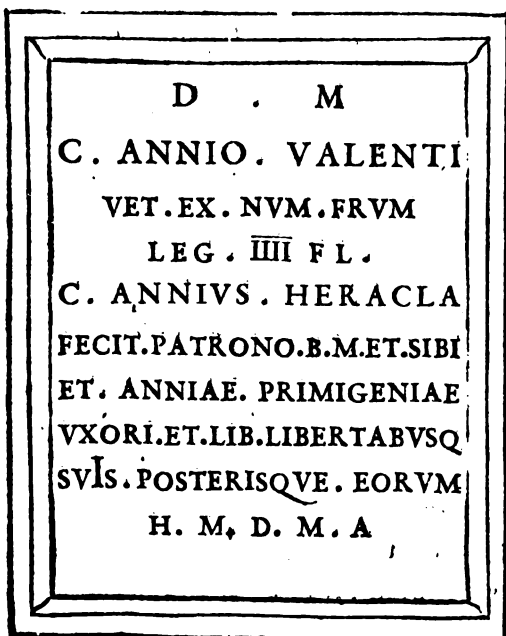 D . M
C. ANNIO. VALENTI
VET. EX. NVM. FRVM
LEG. IIII FL.
C. ANNIVS. HERACLA
FECIT. PATRONO. B. M. ET. SIBI
ET. ANNIAE. PRIMIGENIAE
VXORI. ET. LIB. LIBERTABVSQ
SVIS. POSTERISQVE. EORVM
H. M. D. M. A